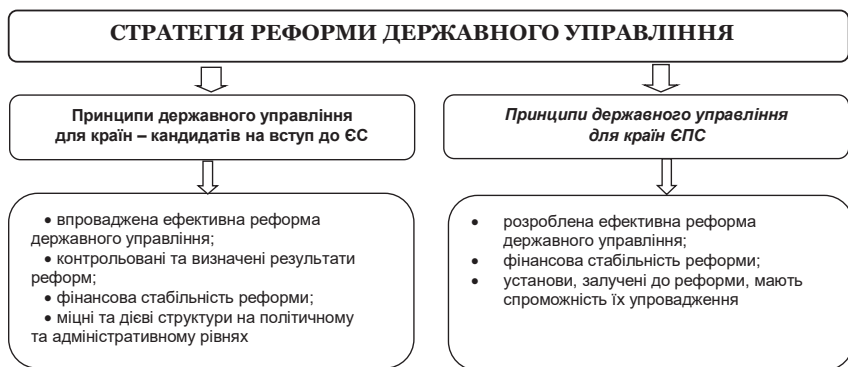 СТРАТЕГІЯ РЕФОРМИ ДЕРЖАВНОГО УПРАВЛІННЯ
Принципи державного управління
для країн – кандидатів на вступ до ЄС
• впроваджена ефективна реформа
державного управління;
• контрольовані та визначені результати
реформ;
• фінансова стабільність реформи;
• міцні та дієві структури на політичному
та адміністративному рівнях
Принципи державного управління
для країн ЄПС
• розроблена ефективна реформа
державного управління;
• фінансова стабільність реформи;
• установи, залучені до реформи, мають
спроможність їх упровадження